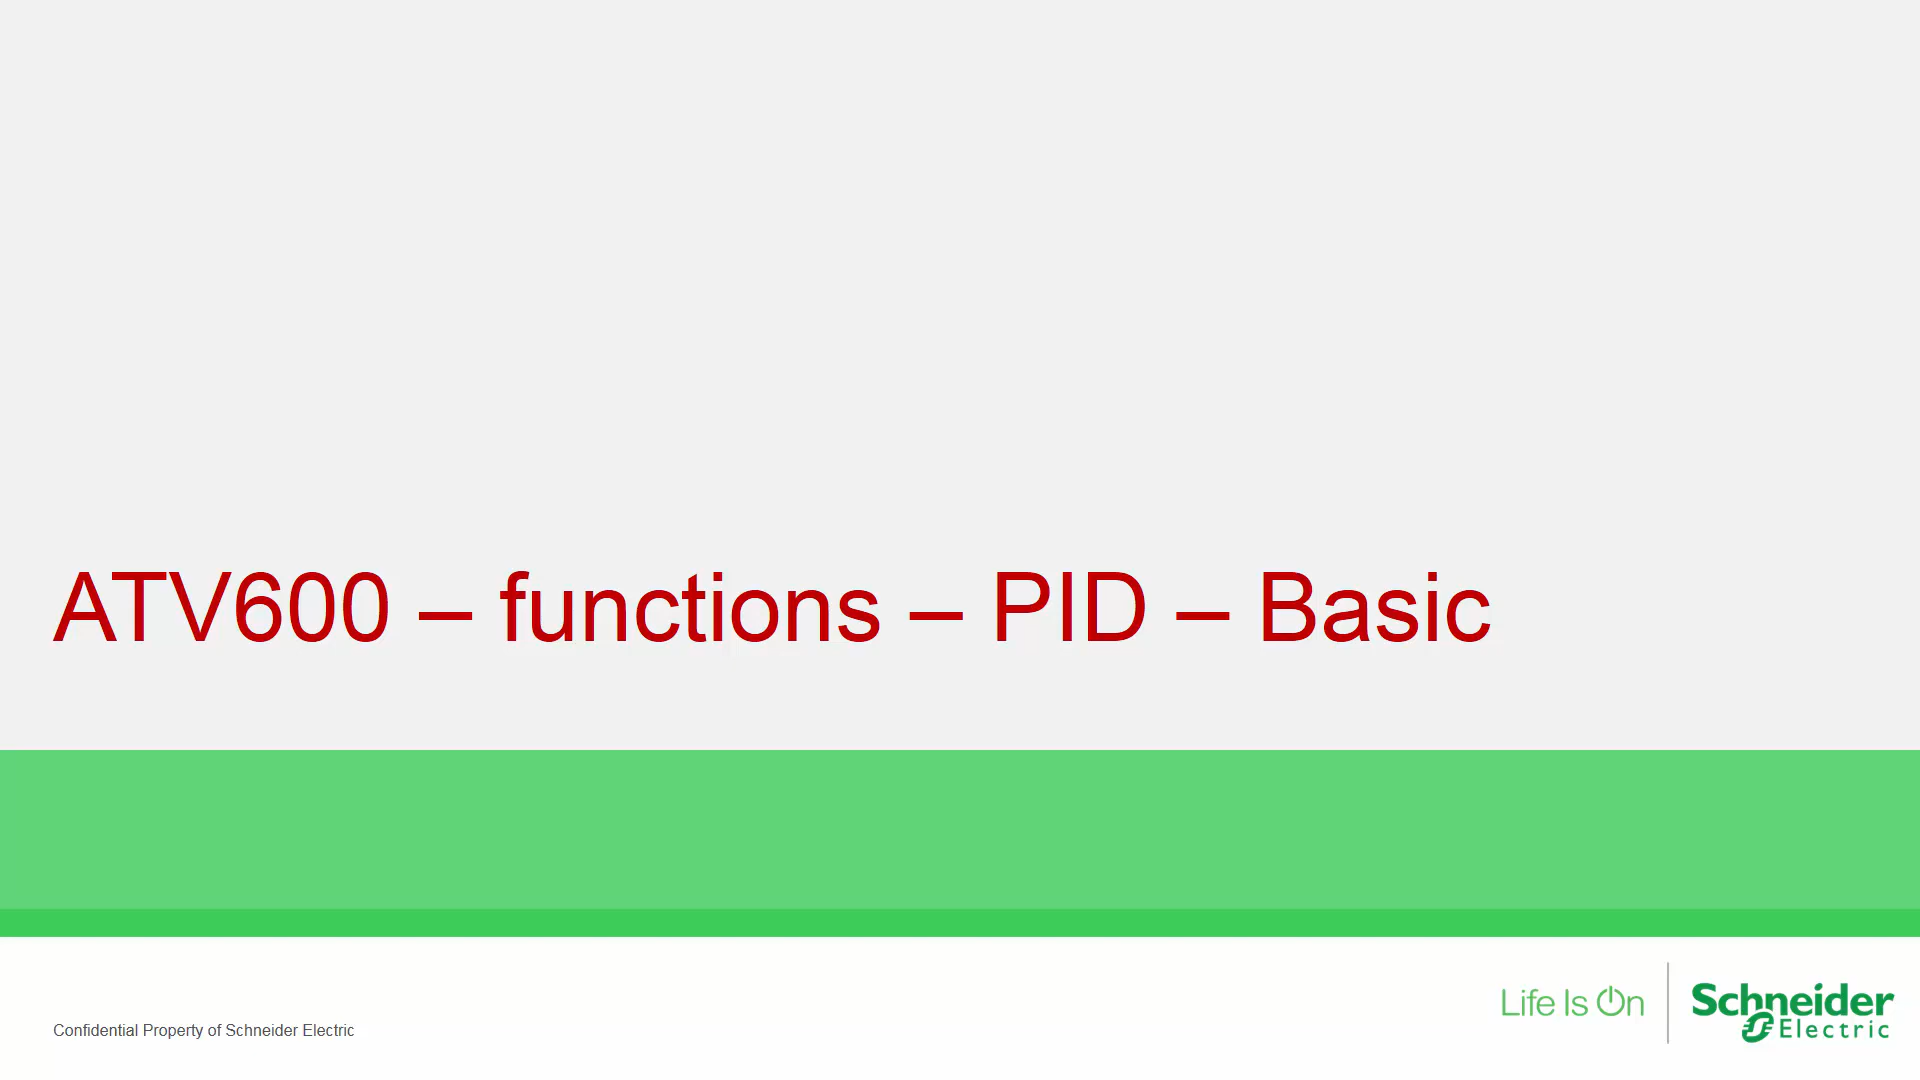 ATV600 – functions – PID – Basic
Life Is On
Schneider
Electric
Confidential Property of Schneider Electric